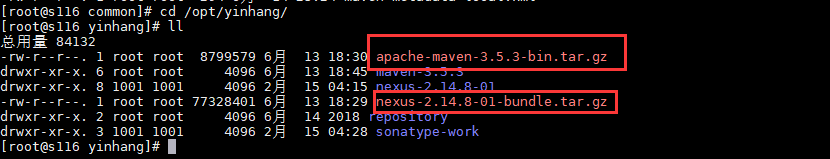 [root@s116 common]# cd /opt/yinhang/
[root@s116 yinhang]# ll
总用量 84132
-rw-r--r--. 1 root root 8799579 6月 13 18:30 apache-maven-3.5.3-bin.tar.gz
drwxr-xr-x. 6 root root 4096 6月 13 18:45 maven-3.5.3
drwxr-xr-x. 8 1001 1001 4096 2月 15 04:15 nexus-2.14.8-01
-rw-r--r--. 1 root root 77328401 6月 13 18:29 nexus-2.14.8-01-bundle.tar.gz
drwxr-xr-x. 2 root root 4096 6月 14 2018 repository
drwxr-xr-x. 3 1001 1001 4096 2月 15 04:28 sonatype-work
[root@s116 yinhang]#